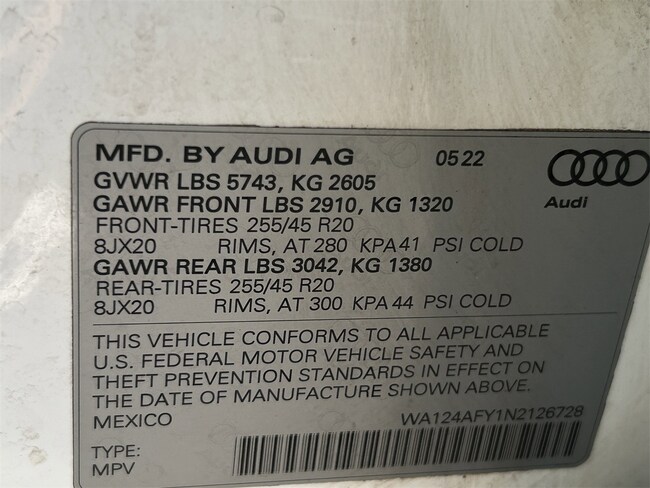 MFD. BY AUDI AG 05 22
GVWR LBS 5743, KG 2605
GAWR FRONT LBS 2910, KG 1320
Audi
FRONT-TIRES 255/45 R20
8JX20 RIMS, AT 280 KPA 41 PSI COLD
GAWR REAR LBS 3042, KG 1380
REAR-TIRES 255/45 R20
8JX20 RIMS, AT 300 KPA 44 PSI COLD
THIS VEHICLE CONFORMS TO ALL APPLICABLE
U.S. FEDERAL MOTOR VEHICLE SAFETY AND
THEFT PREVENTION STANDARDS IN EFFECT ON
THE DATE OF MANUFACTURE SHOWN ABOVE.
MEXICO WA124AFY1N2126728
TYPE:
MPV